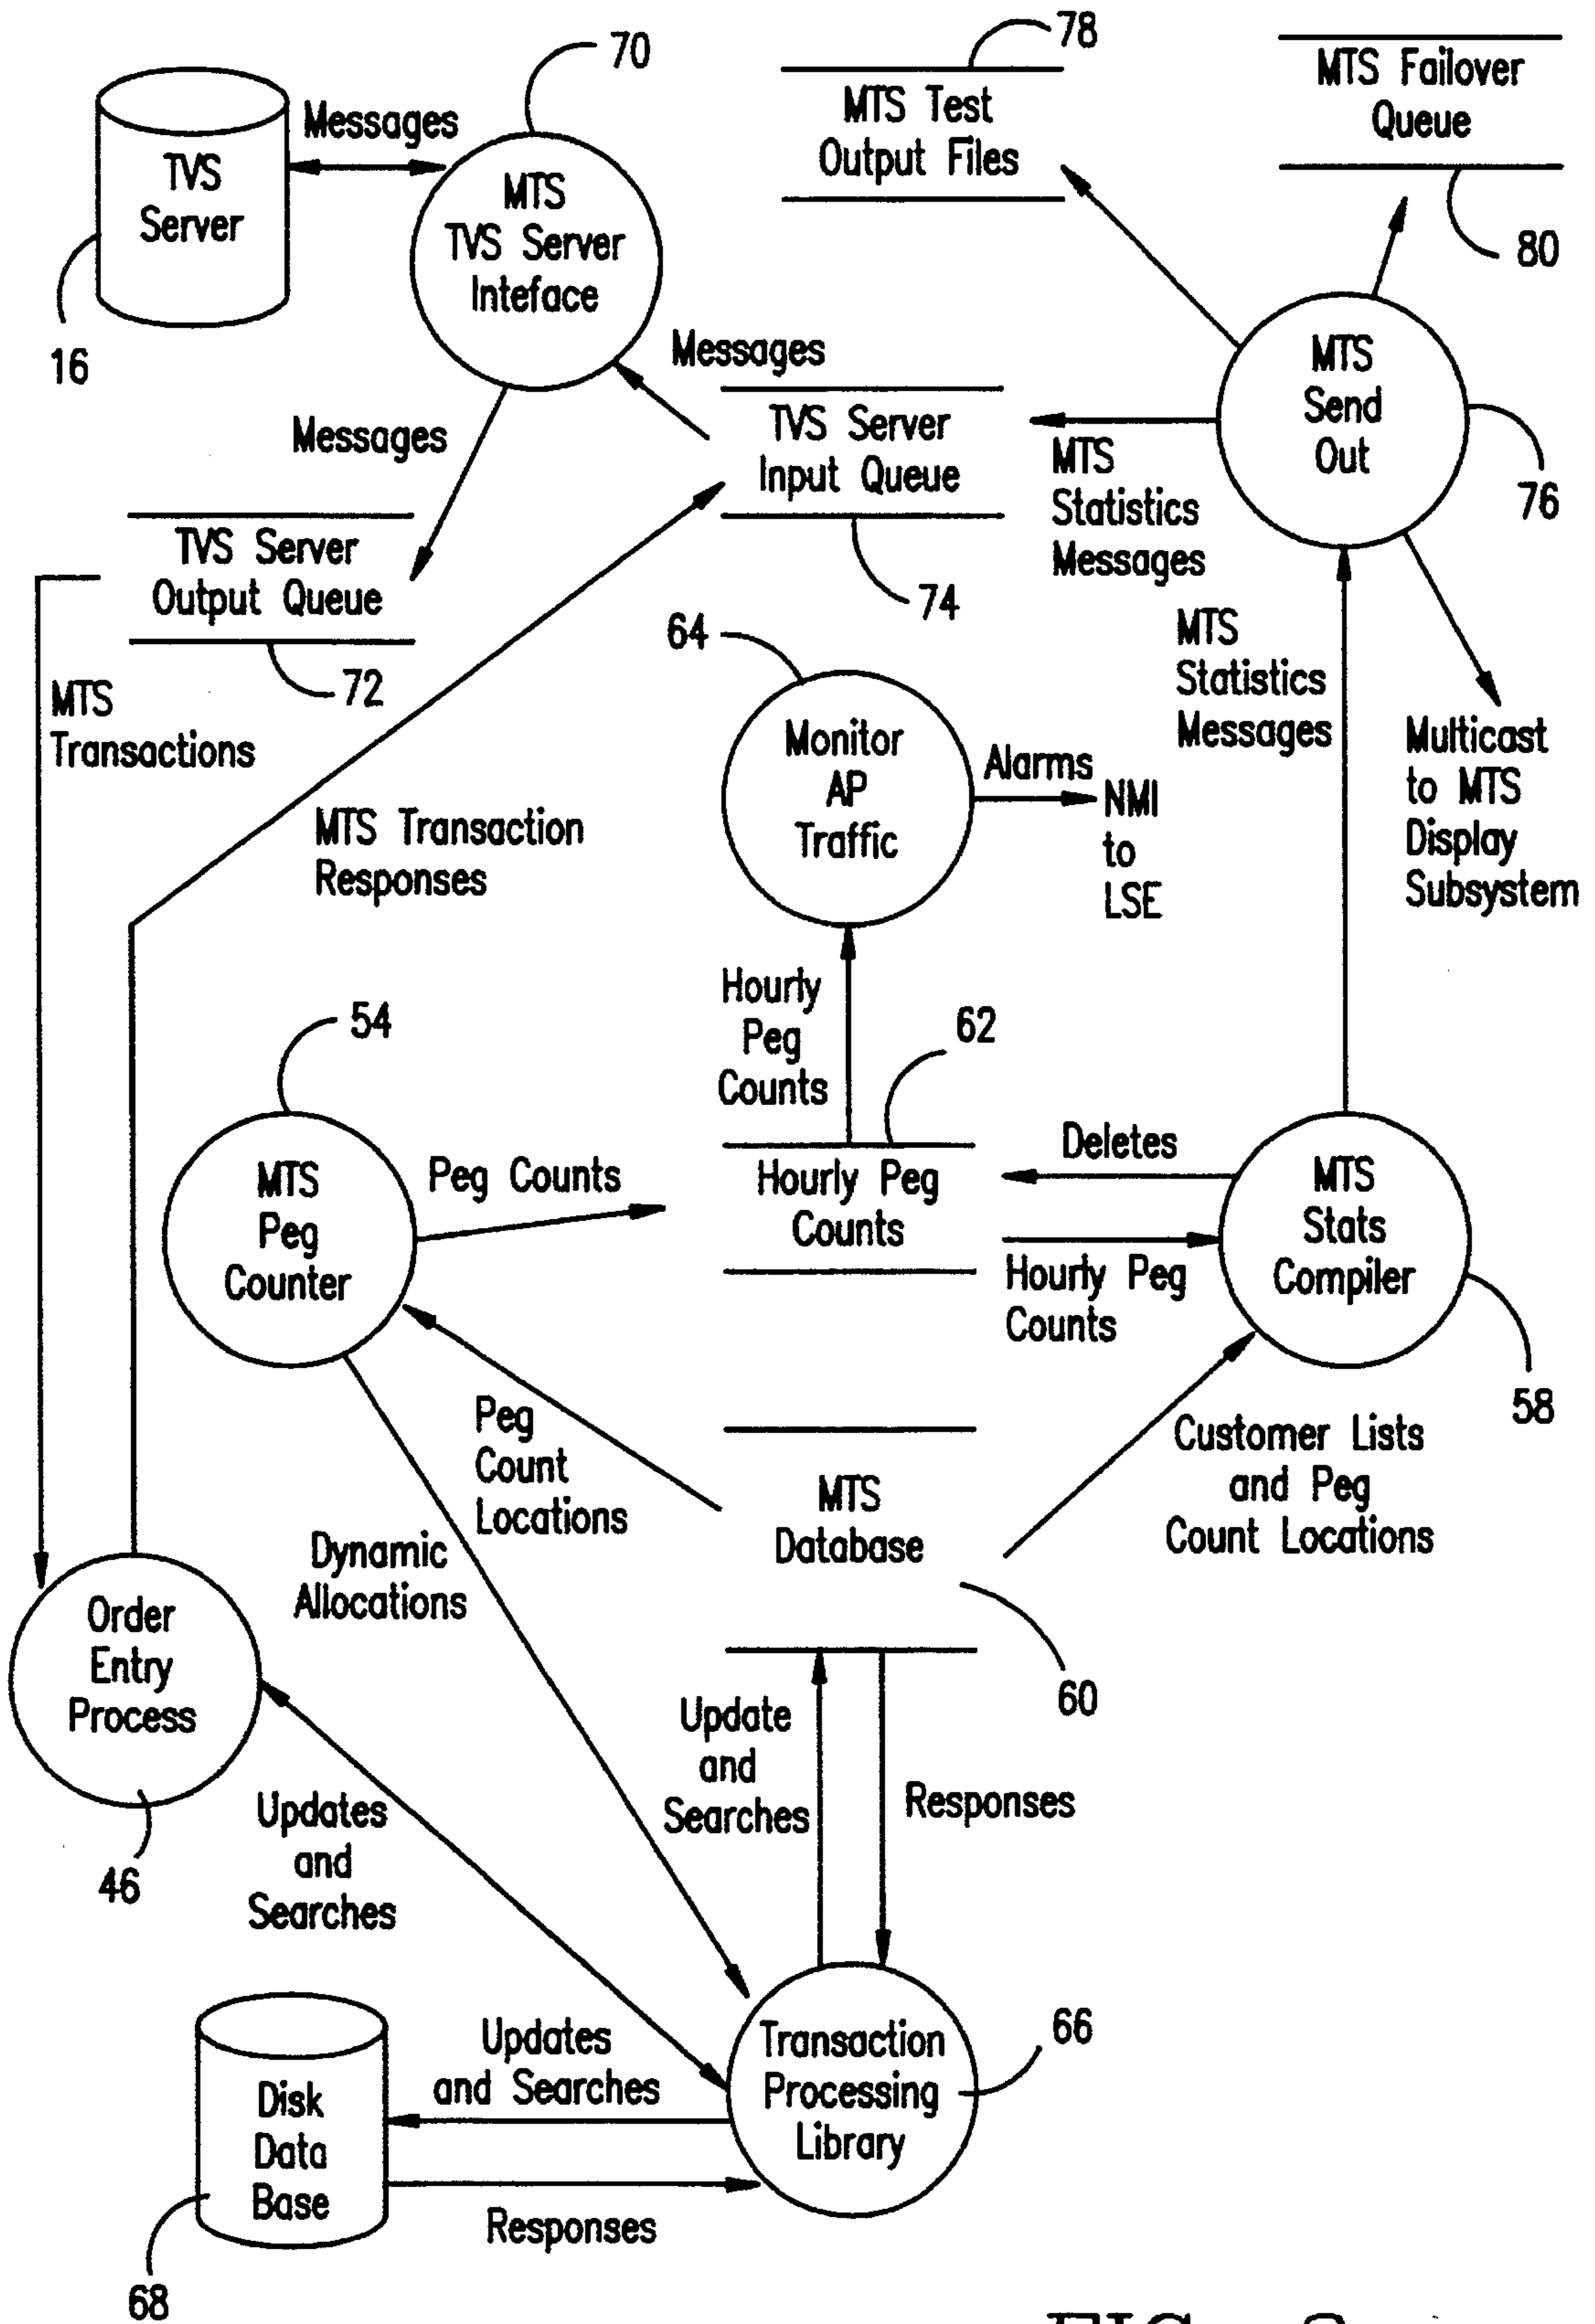 70
78
MTS Failover
Queue
Messages
MTS Test
Output Files
TVS
Server
MTS
TVS Server
Inteface
80
16
Messages
MTS
Send
Out
Messages
TVS Server
Input Queue
MTS
Statistics
Messages
76
TVS Server
Output Queue
74
64
72
MTS
Transactions
MTS
Statistics
Messages
Monitor
AP
Traffic
Alarms
NMI
to
LSE
Multicast
to MTS
Display
Subsystem
MTS Transaction
Responses
Hourly
Peg
Counts
54
62
MTS
Peg
Counter
Peg Counts
Hourly Peg
Counts
Deletes
MTS
Stats
Compiler
Hourly Peg
Counts
58
Peg
Count
Locations
MTS
Database
Customer Lists
and Peg
Count Locations
Dynamic
Allocations
Order
Entry
Process
60
Update
and
Searches
Responses
Updates
and
Searches
46
Updates
and Searches
Transaction
Processing
Library
66
Disk
Data
Base
Responses
68